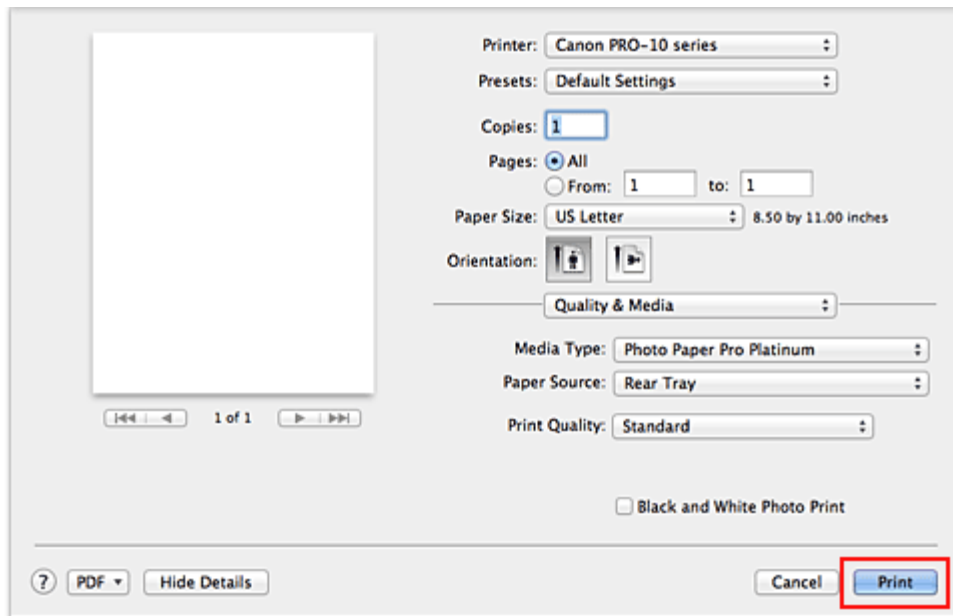 Printer: Canon PRO-10 series
Presets: Default Settings
Copies: 1
Pages: All
From: 1 to: 1
Paper Size: US Letter 8.50 by 11.00 inches
Orientation:
Quality & Media
Media Type: Photo Paper Pro Platinum
Paper Source: Rear Tray
1 of 1
Print Quality: Standard
Black and White Photo Print
? PDF Hide Details Cancel Print